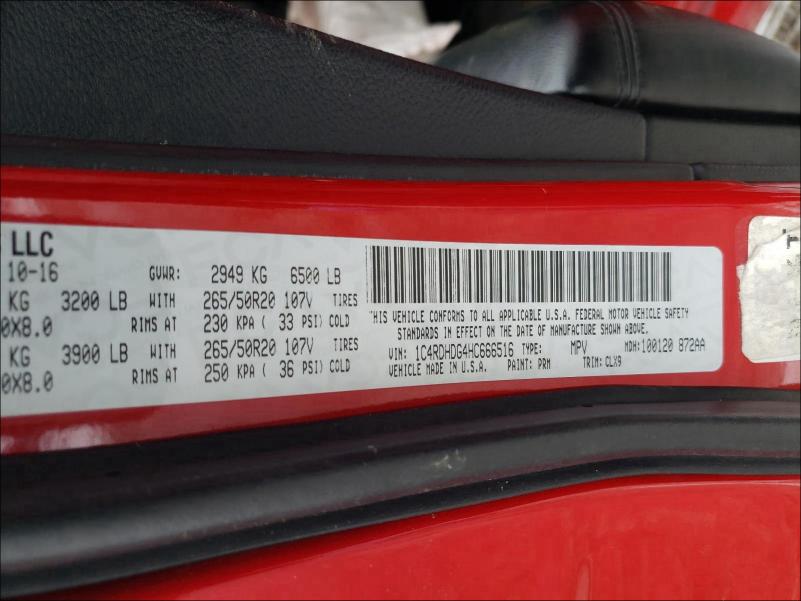 LLC
10-16 GVWR: 2949 KG 6500 LB
KG 3200 LB WITH 265/50R20 107V TIRES
0X8.0 RIMS AT 230 KPA ( 33 PSI) COLD
KG 3900 LB WITH 265/50R20 107V TIRES
0X8.0 RIMS AT 250 KPA ( 36 PSI) COLD
THIS VEHICLE CONFORMS TO ALL APPLICABLE U.S.A. FEDERAL MOTOR VEHICLE SAFETY
STANDARDS IN EFFECT ON THE DATE OF MANUFACTURE SHOWN ABOVE.
VIN: 1C4RDHDG4HC666516 TYPE: MPV MDH: 100120 872AA
VEHICLE MADE IN U.S.A. PAINT: PRM TRIM: CLX9